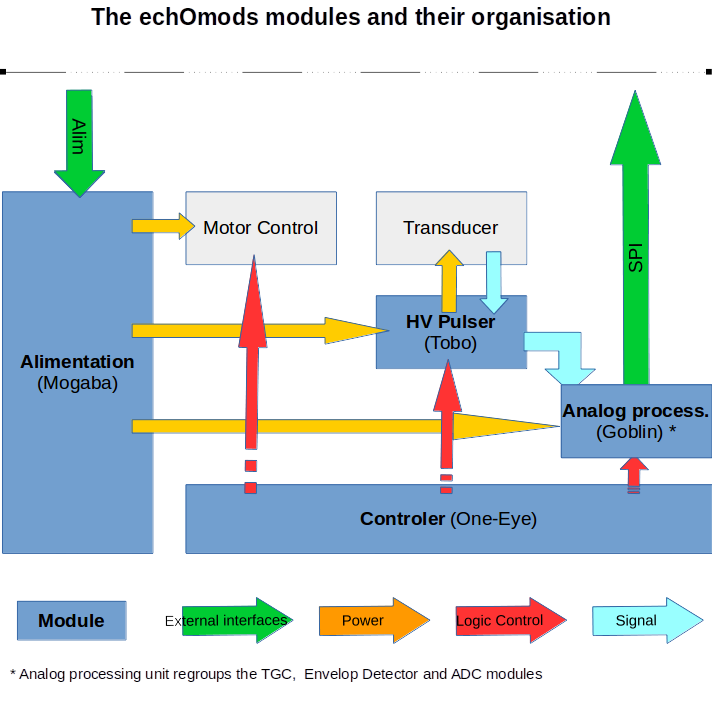 The echOmods modules and their organisation
Alim
Motor Control
Transducer
SPI
HV Pulser
(Tobo)
Alimentation
(Mogaba)
Analog process.
(Goblin) *
Controler (One-Eye)
Module
External interfaces
Power
Logic Control
Signal
* Analog processing unit regroups the TGC, Envelop Detector and ADC modules